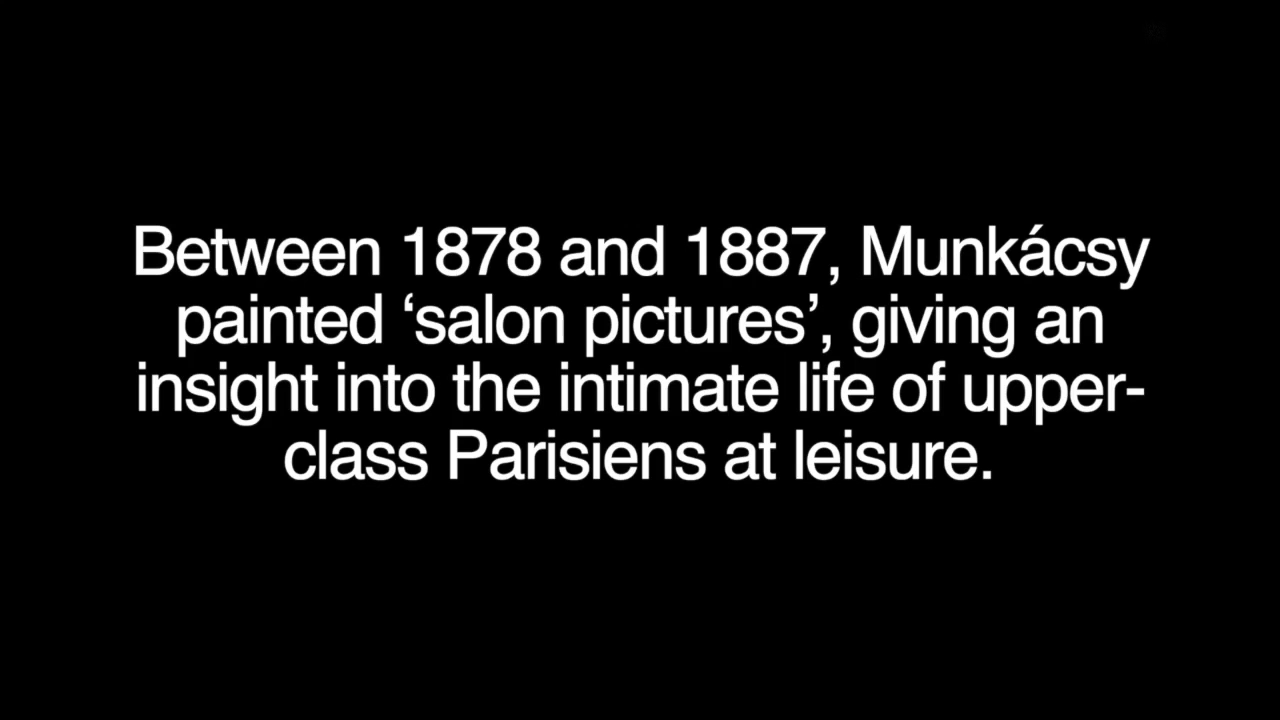 Between 1878 and 1887, Munkácsy
painted ‘salon pictures’, giving an
insight into the intimate life of upper-
class Parisiens at leisure.